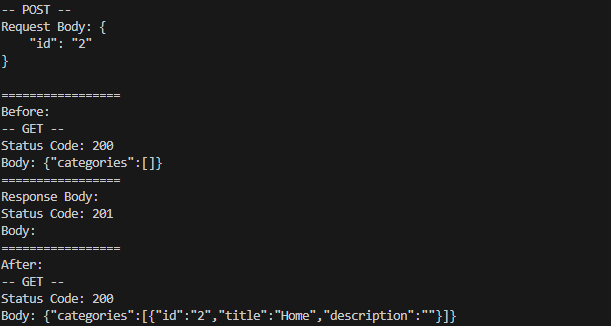 -- POST --
Request Body: {
    "id": "2"
}
=================
Before:
-- GET --
Status Code: 200
Body: {"categories":[]}
=================
Response Body:
Status Code: 201
Body:
=================
After:
-- GET --
Status Code: 200
Body: {"categories":[{"id":"2","title":"Home","description":""}]}